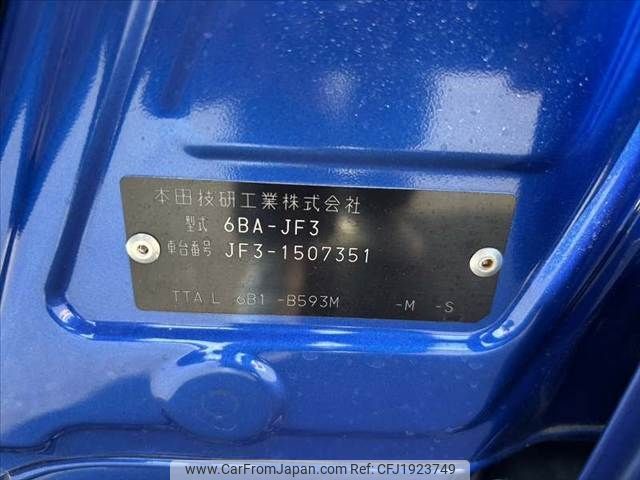 本田技研工業株式会社
型式 6BA-JF3
車台番号 JF3-1507351
TTA L 6B1 -B593M -M -S
www.CarFromJapan.com | Ref: CFJ1923749